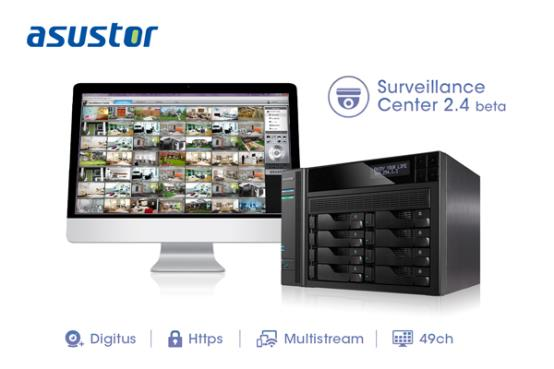 asustor
Surveillance
Center 2.4 beta
Digitus
Https
Multistream
49ch